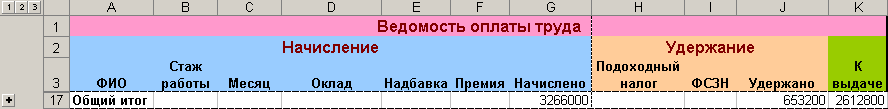 1 2 3 A B C D E F G H I J K
1 Ведомость оплаты труда
2 Начисление Удержание
3 ФИО Стаж работы Месяц Оклад Надбавка Премия Начислено Подоходный налог ФСЗН Удержано К выдаче
17 Общий итог 3266000 653200 2612800